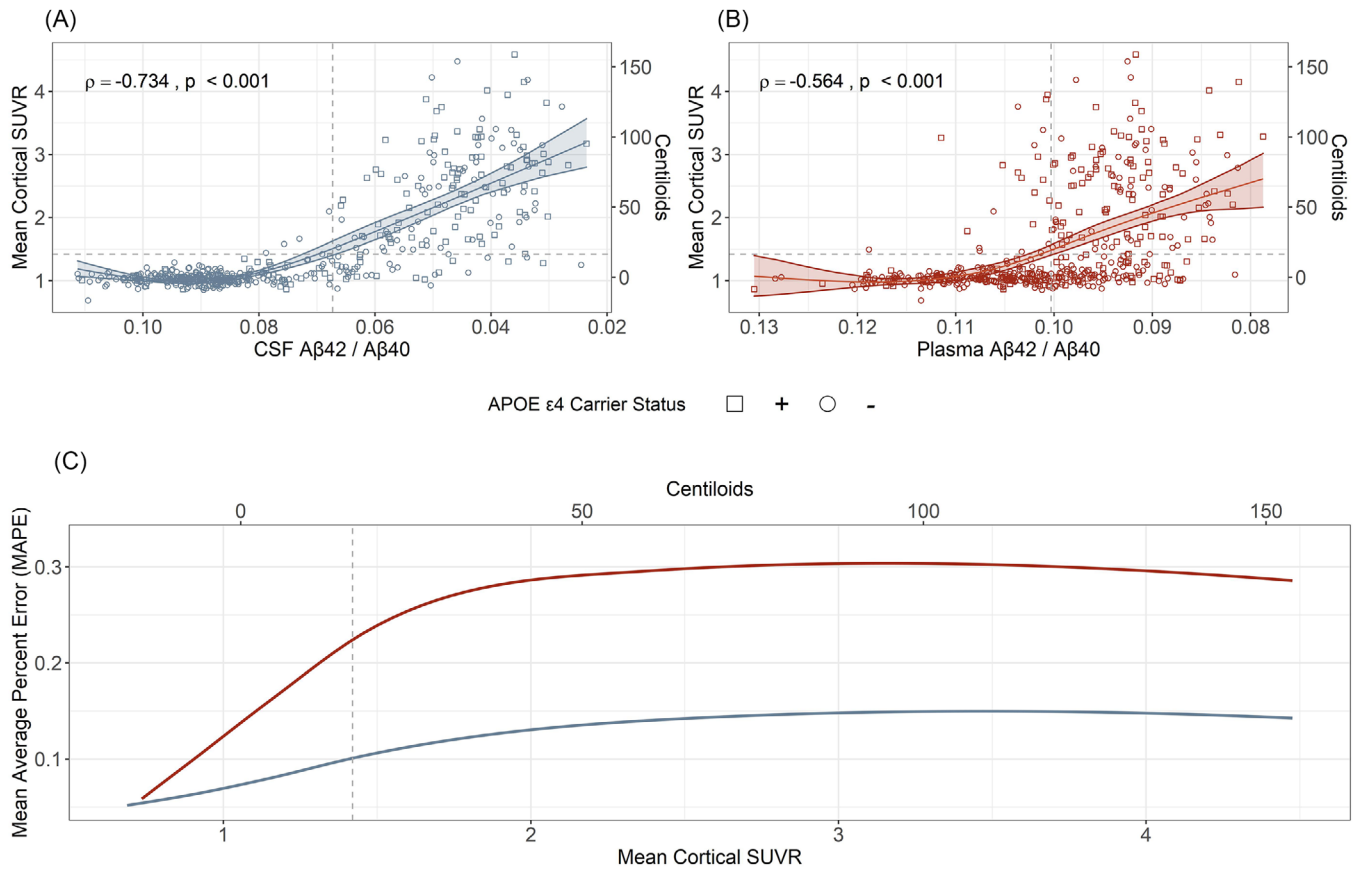 (A)
ρ = -0.734 , p < 0.001
Mean Cortical SUVR
4
3
2
1
150
100
50
0
Centiloids
0.10 0.08 0.06 0.04 0.02
CSF Aβ42 / Aβ40
(B)
ρ = -0.564 , p < 0.001
Mean Cortical SUVR
4
3
2
1
150
100
50
0
Centiloids
0.13 0.12 0.11 0.10 0.09 0.08
Plasma Aβ42 / Aβ40
APOE ε4 Carrier Status + -
(C)
Centiloids
0 50 100 150
Mean Average Percent Error (MAPE)
0.3
0.2
0.1
1 2 3 4
Mean Cortical SUVR